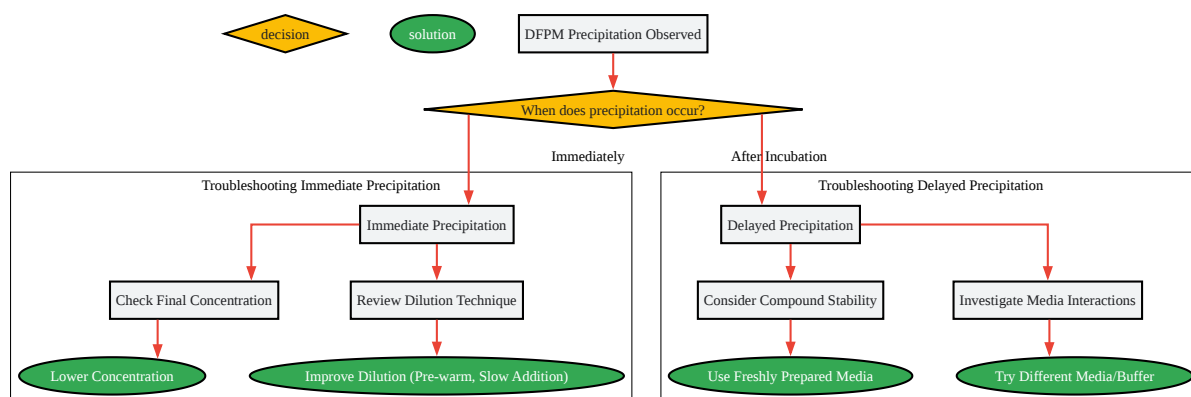 decision
solution
DFPM Precipitation Observed
When does precipitation occur?
Immediately
After Incubation
Troubleshooting Immediate Precipitation
Troubleshooting Delayed Precipitation
Immediate Precipitation
Delayed Precipitation
Check Final Concentration
Review Dilution Technique
Consider Compound Stability
Investigate Media Interactions
Lower Concentration
Improve Dilution (Pre-warm, Slow Addition)
Use Freshly Prepared Media
Try Different Media/Buffer